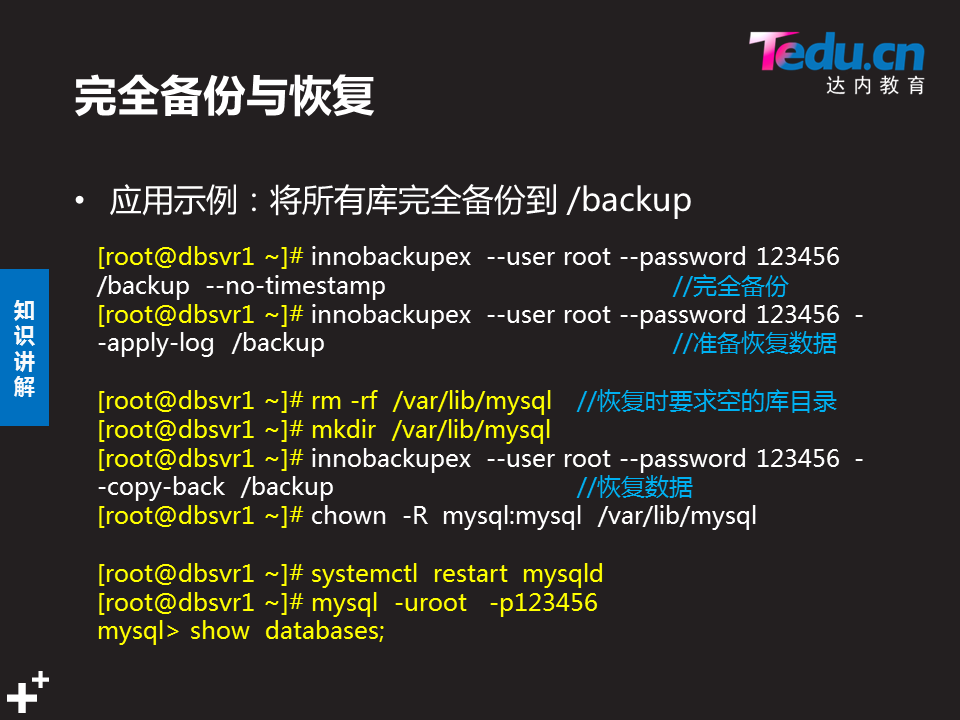 Tedu.cn
达内教育
完全备份与恢复
• 应用示例：将所有库完全备份到 /backup
[root@dbsvr1 ~]# innobackupex --user root --password 123456
/backup --no-timestamp //完全备份
[root@dbsvr1 ~]# innobackupex --user root --password 123456 -
-apply-log /backup //准备恢复数据
[root@dbsvr1 ~]# rm -rf /var/lib/mysql //恢复时要求空的库目录
[root@dbsvr1 ~]# mkdir /var/lib/mysql
[root@dbsvr1 ~]# innobackupex --user root --password 123456 -
-copy-back /backup //恢复数据
[root@dbsvr1 ~]# chown -R mysql:mysql /var/lib/mysql
[root@dbsvr1 ~]# systemctl restart mysqld
[root@dbsvr1 ~]# mysql -uroot -p123456
mysql> show databases;
知识讲解